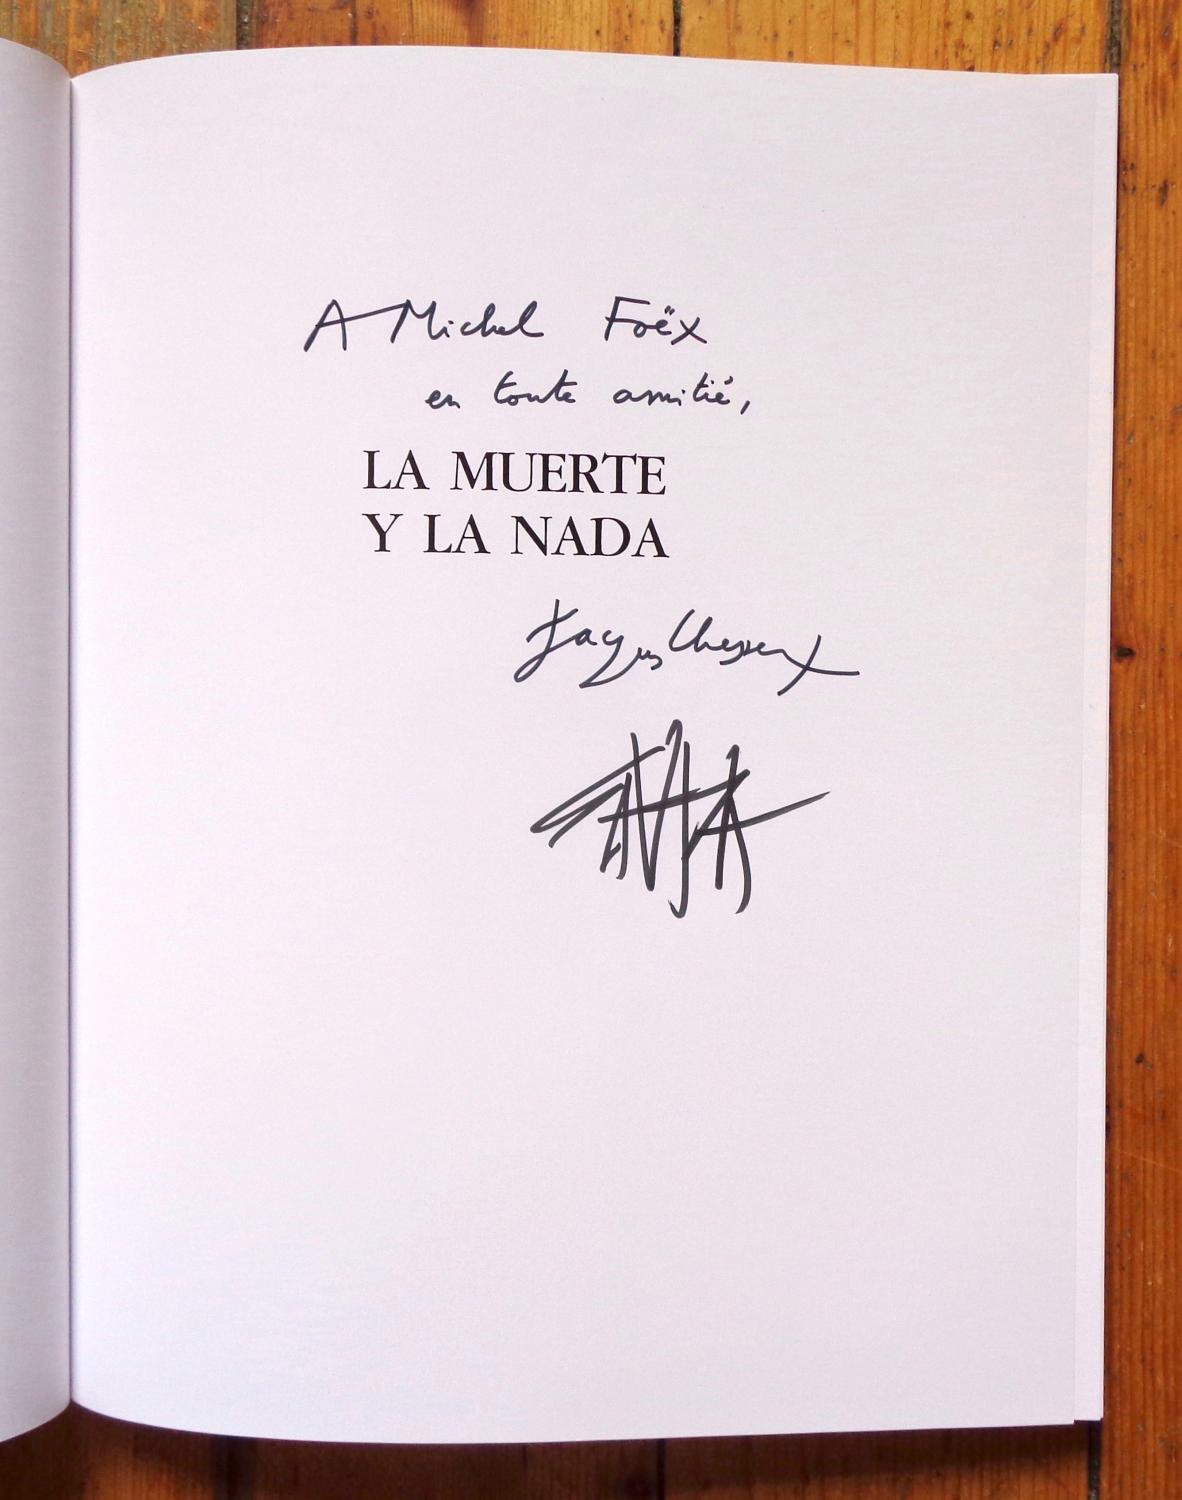 A Michel Foëx
en toute amitié,
LA MUERTE
Y LA NADA
Jacques Chessex